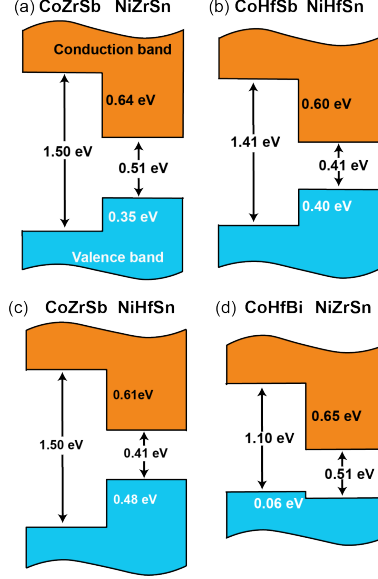 (a) CoZrSb NiZrSn
Conduction band
0.64 eV
1.50 eV
0.51 eV
0.35 eV
Valence band
(b) CoHfSb NiHfSn
0.60 eV
1.41 eV
0.41 eV
0.40 eV
(c) CoZrSb NiHfSn
0.61eV
1.50 eV
0.41 eV
0.48 eV
(d) CoHfBi NiZrSn
0.65 eV
1.10 eV
0.51 eV
0.06 eV